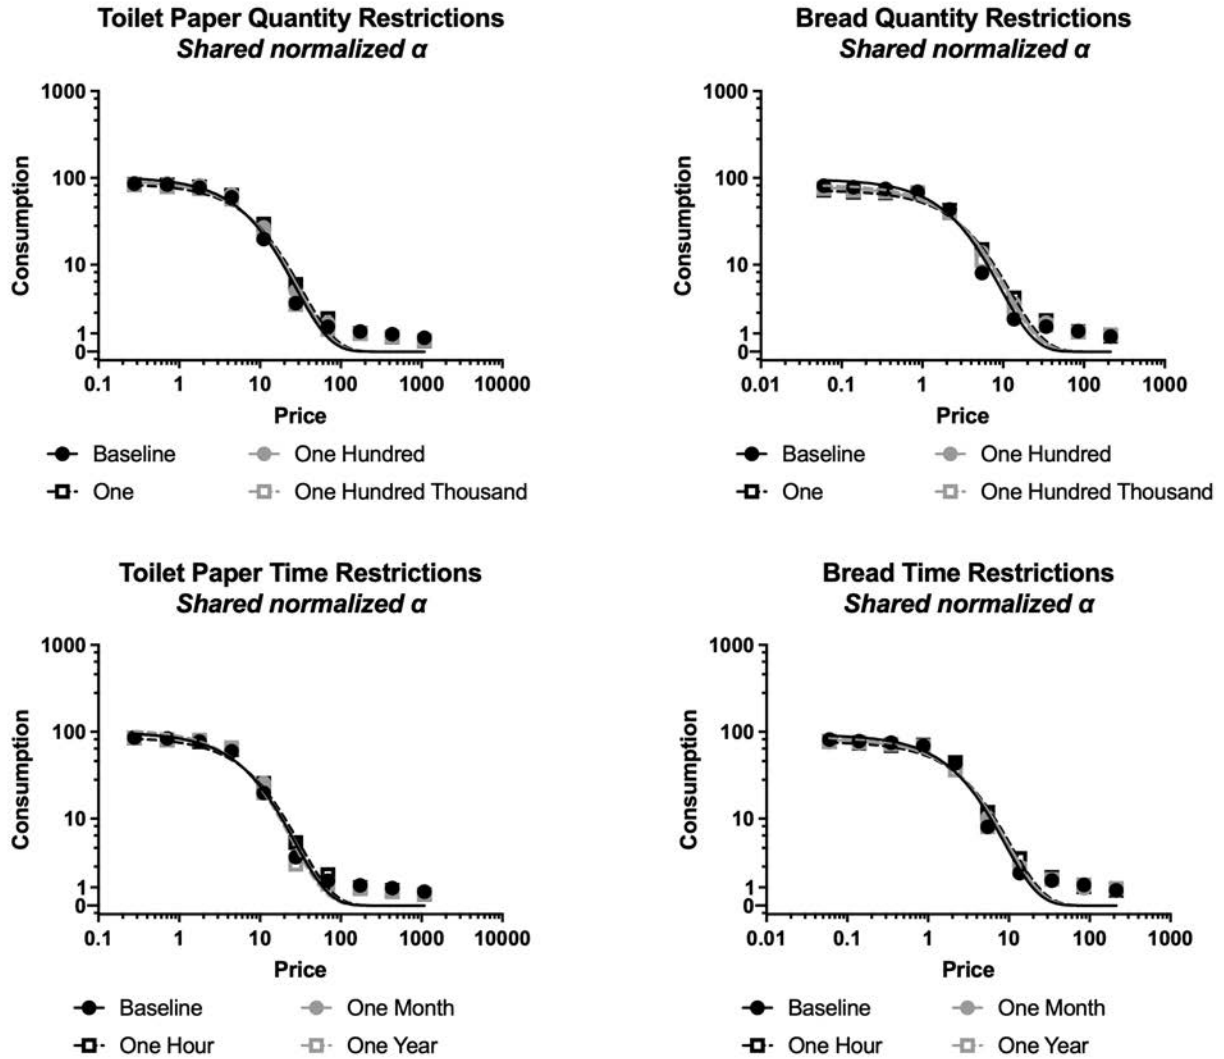 Toilet Paper Quantity Restrictions
Shared normalized α
1000
100
10
1
0
Consumption
0.1 1 10 100 1000 10000
Price
Baseline One Hundred
One One Hundred Thousand
Bread Quantity Restrictions
Shared normalized α
1000
100
10
1
0
Consumption
0.01 0.1 1 10 100 1000
Price
Baseline One Hundred
One One Hundred Thousand
Toilet Paper Time Restrictions
Shared normalized α
1000
100
10
1
0
Consumption
0.1 1 10 100 1000 10000
Price
Baseline One Month
One Hour One Year
Bread Time Restrictions
Shared normalized α
1000
100
10
1
0
Consumption
0.01 0.1 1 10 100 1000
Price
Baseline One Month
One Hour One Year